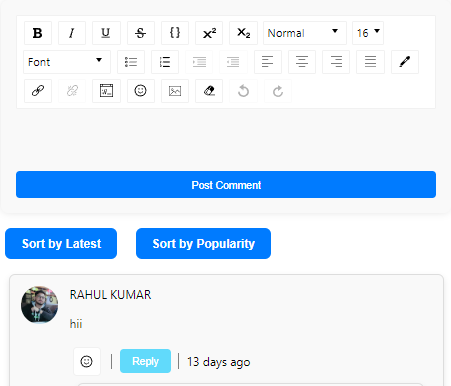 B I U S {} x² x₂ Normal 16
Font
W
Post Comment
Sort by Latest Sort by Popularity
RAHUL KUMAR
hii
Reply 13 days ago